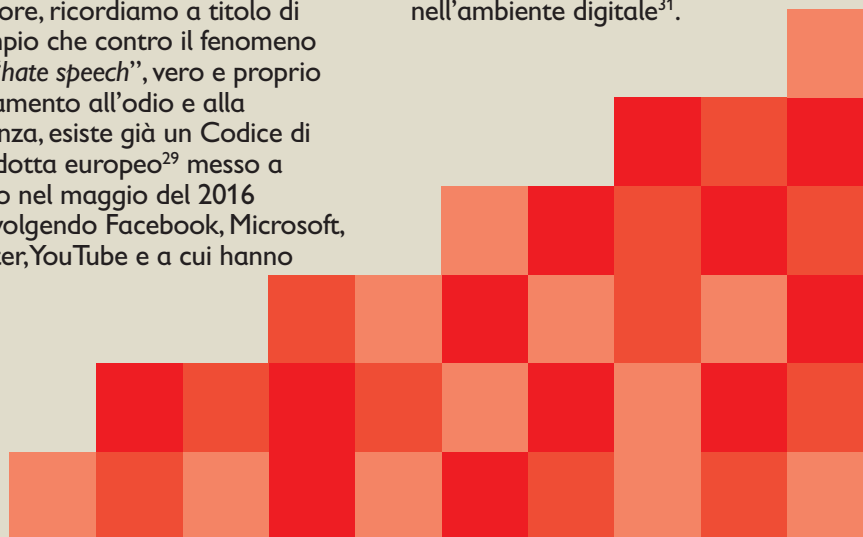 ore, ricordiamo a titolo di
npio che contro il fenomeno
hate speech”, vero e proprio
amento all’odio e alla
nza, esiste già un Codice di
dotta europeo²⁹ messo a
o nel maggio del 2016
volgendo Facebook, Microsoft,
ter, YouTube e a cui hanno
nell’ambiente digitale³¹.